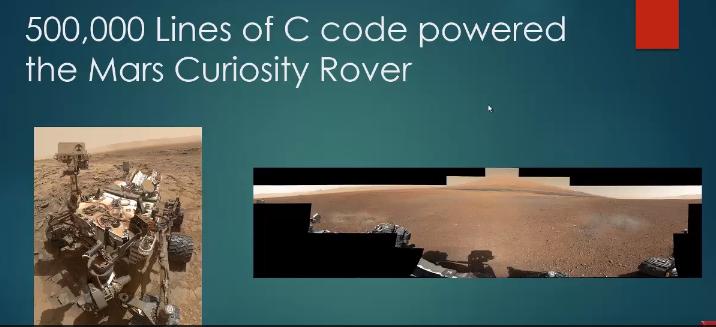 500,000 Lines of C code powered
the Mars Curiosity Rover